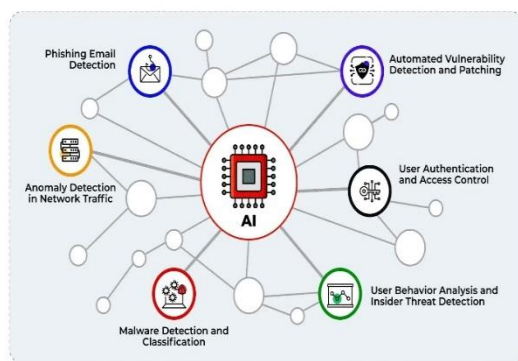 Phishing Email
Detection
Automated Vulnerability
Detection and Patching
Anomaly Detection
in Network Traffic
AI
User Authentication
and Access Control
Malware Detection and
Classification
User Behavior Analysis and
Insider Threat Detection